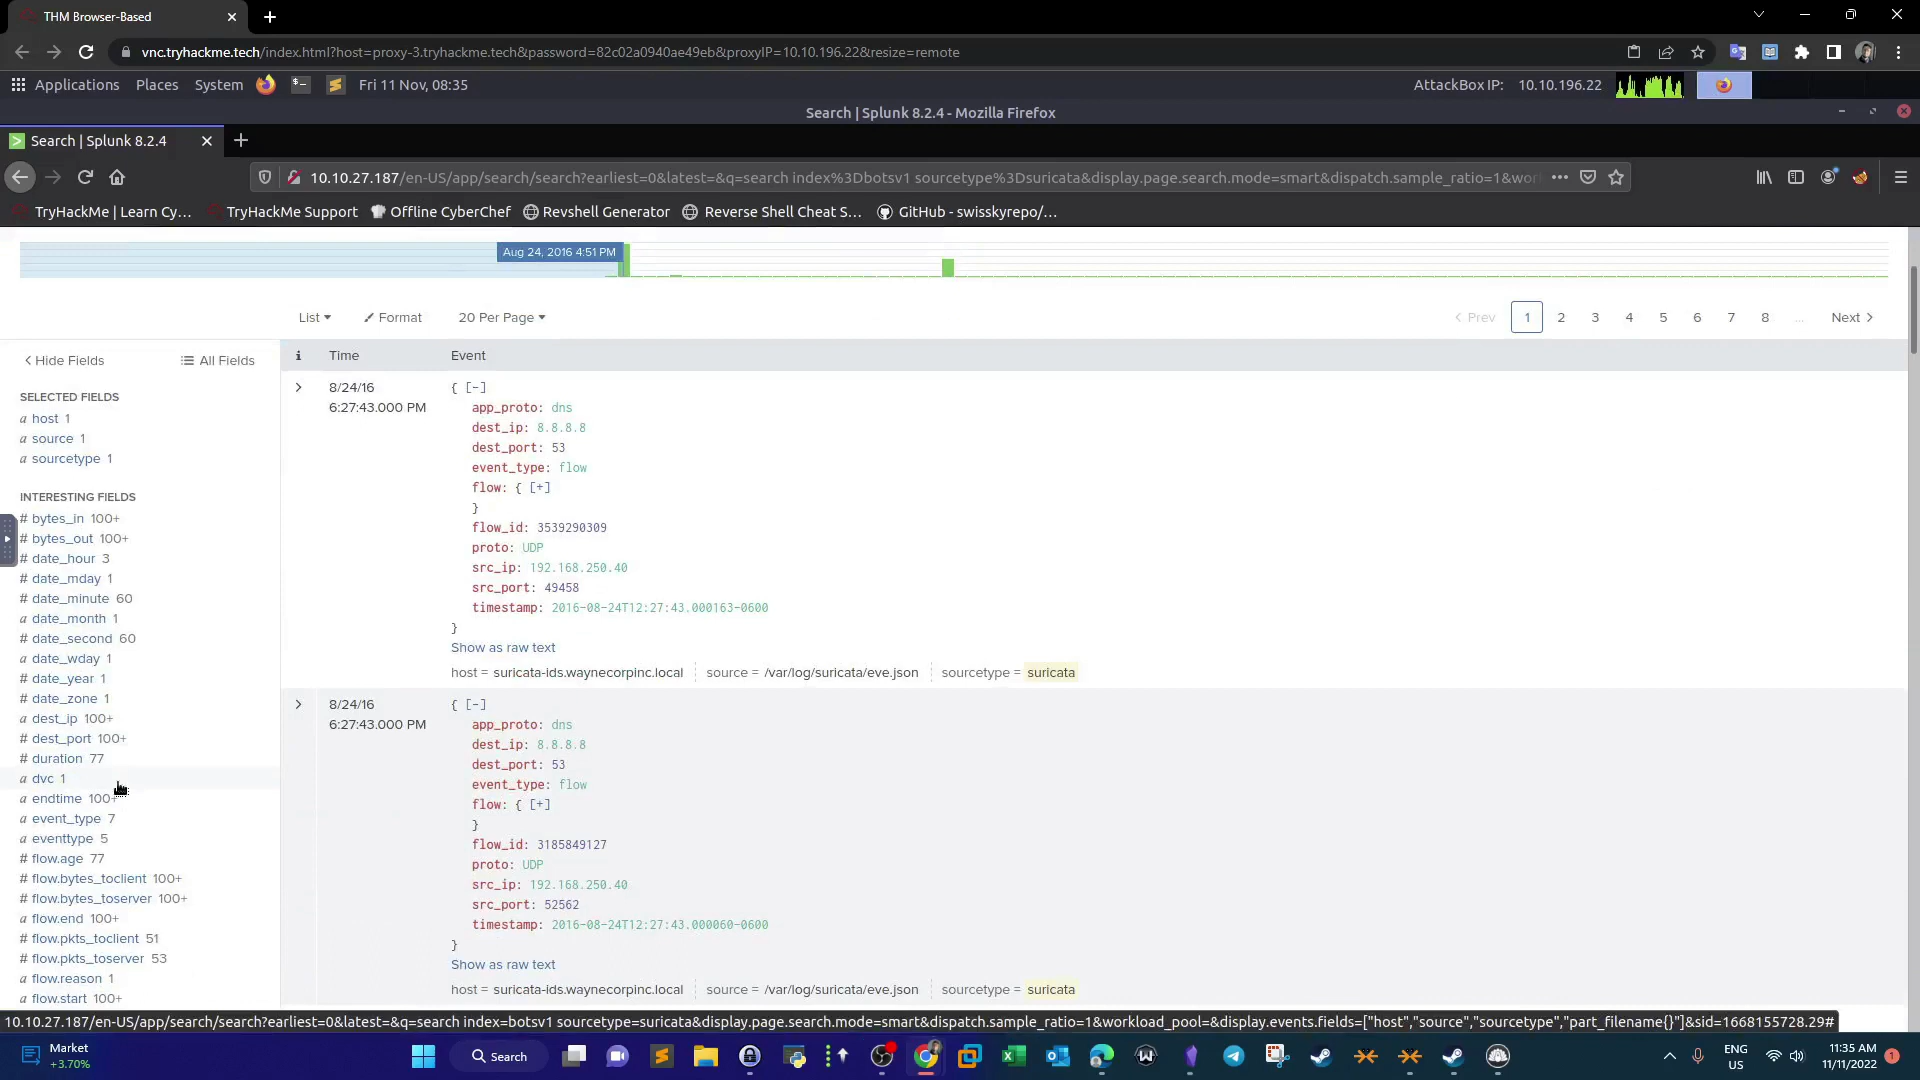 THM Browser-Based
vnc.tryhackme.tech/index.html?host=proxy-3.tryhackme.tech&password=82c02a0940ae49eb&proxyIP=10.10.196.22&resize=remote
Applications Places System Fri 11 Nov, 08:35 AttackBox IP: 10.10.196.22
Search | Splunk 8.2.4 - Mozilla Firefox
Search | Splunk 8.2.4
10.10.27.187/en-US/app/search/search?earliest=0&latest=&q=search index%3Dbotsv1 sourcetype%3Dsuricata&display.page.search.mode=smart&dispatch.sample_ratio=1&wor
TryHackMe | Learn Cy… TryHackMe Support Offline CyberChef Revshell Generator Reverse Shell Cheat S… GitHub - swisskyrepo/…
Aug 24, 2016 4:51 PM
List Format 20 Per Page < Prev 1 2 3 4 5 6 7 8 ... Next >
< Hide Fields All Fields
SELECTED FIELDS
a host 1
a source 1
a sourcetype 1
INTERESTING FIELDS
# bytes_in 100+
# bytes_out 100+
# date_hour 3
# date_mday 1
# date_minute 60
a date_month 1
# date_second 60
a date_wday 1
# date_year 1
# date_zone 1
a dest_ip 100+
# dest_port 100+
# duration 77
a dvc 1
a endtime 100+
a event_type 7
a eventtype 5
# flow.age 77
# flow.bytes_toclient 100+
# flow.bytes_toserver 100+
a flow.end 100+
# flow.pkts_toclient 51
# flow.pkts_toserver 53
a flow.reason 1
a flow.start 100+
i Time Event
> 8/24/16
6:27:43.000 PM
{ [-]
app_proto: dns
dest_ip: 8.8.8.8
dest_port: 53
event_type: flow
flow: { [+]
}
flow_id: 3539290309
proto: UDP
src_ip: 192.168.250.40
src_port: 49458
timestamp: 2016-08-24T12:27:43.000163-0600
}
Show as raw text
host = suricata-ids.waynecorpinc.local source = /var/log/suricata/eve.json sourcetype = suricata
> 8/24/16
6:27:43.000 PM
{ [-]
app_proto: dns
dest_ip: 8.8.8.8
dest_port: 53
event_type: flow
flow: { [+]
}
flow_id: 3185849127
proto: UDP
src_ip: 192.168.250.40
src_port: 52562
timestamp: 2016-08-24T12:27:43.000060-0600
}
Show as raw text
host = suricata-ids.waynecorpinc.local source = /var/log/suricata/eve.json sourcetype = suricata
10.10.27.187/en-US/app/search/search?earliest=0&latest=&q=search index=botsv1 sourcetype=suricata&display.page.search.mode=smart&dispatch.sample_ratio=1&workload_pool=&display.events.fields=["host","source","sourcetype","part_filename{}"]&sid=1668155728.29#
Market
+3.70%
Search
ENG
US
11:35 AM
11/11/2022
1